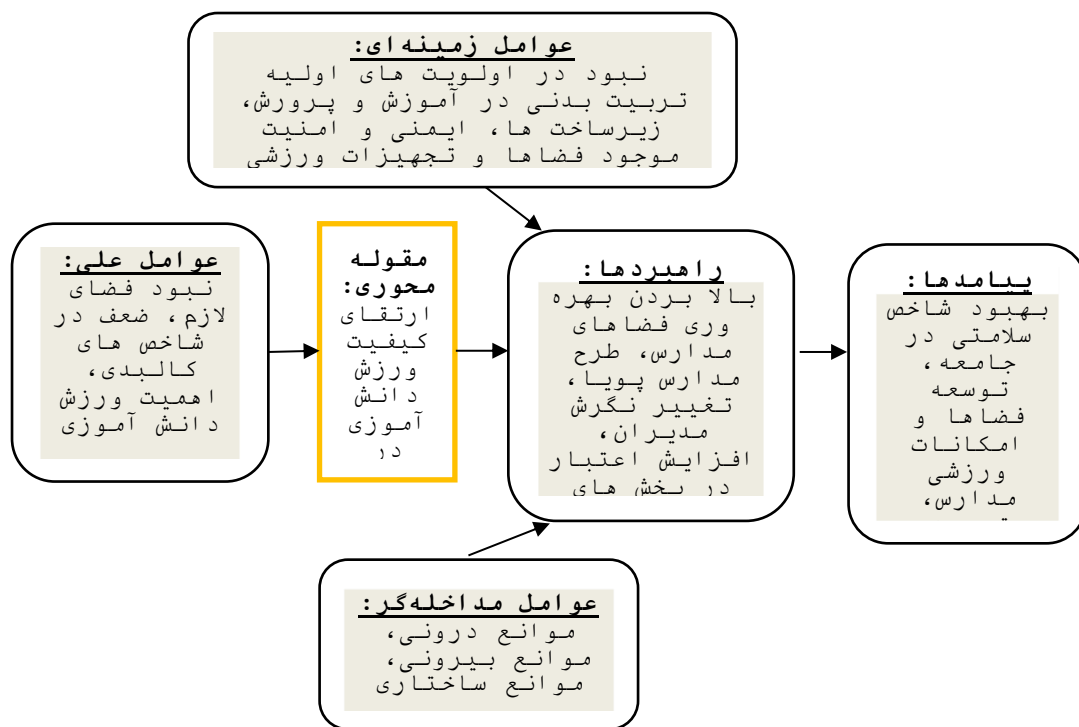 عوامل زمینه‌ای:
نبود در اولویت های اولیه
تربیت بدنی در آموزش و پرورش،
زیرساخت ها، ایمنی و امنیت
موجود فضاها و تجهیزات ورزشی
عوامل علی:
نبود فضای
لازم، ضعف در
شاخص های
کالبدی،
اهمیت ورزش
دانش آموزی
مقوله
محوری:
ارتقای
کیفیت
ورزش
دانش
آموزی
در
راهبردها:
بالا بردن بهره
وری فضاهای
مدارس، طرح
مدارس پویا،
تغییر نگرش
مدیران،
افزایش اعتبار
در بخش های
پیامدها:
بهبود شاخص
سلامتی در
جامعه،
توسعه
فضاها و
امکانات
ورزشی
مدارس،
عوامل مداخله‌گر:
موانع درونی،
موانع بیرونی،
موانع ساختاری